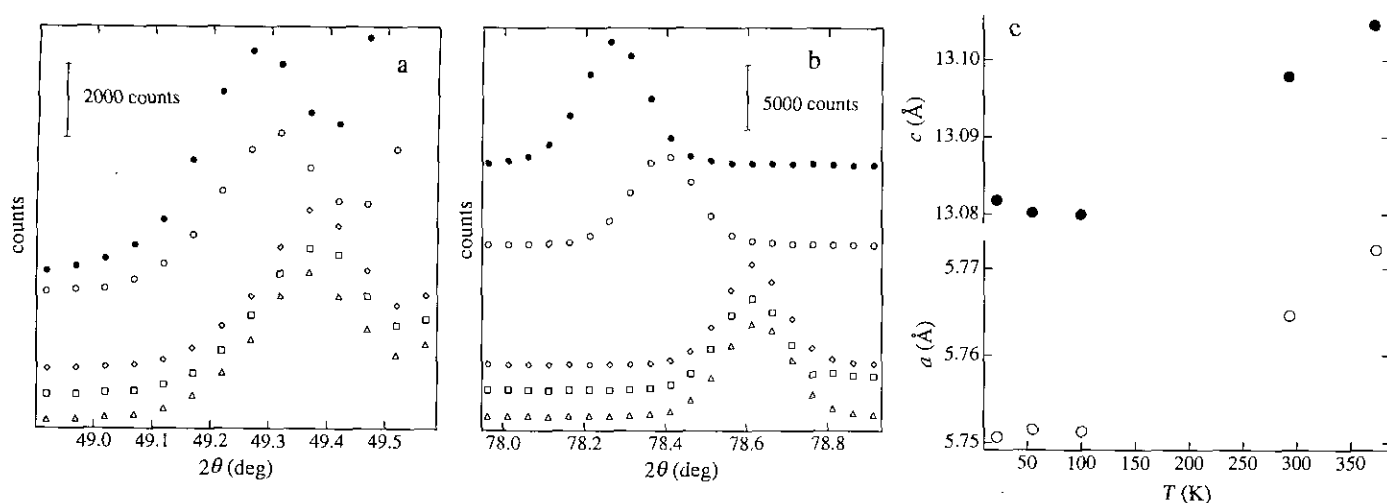 a
2000 counts
counts
49.0 49.1 49.2 49.3 49.4 49.5
2θ (deg)
b
5000 counts
counts
78.0 78.2 78.4 78.6 78.8
2θ (deg)
c
13.10
13.09
13.08
c (Å)
5.77
5.76
5.75
a (Å)
50 100 150 200 250 300 350
T (K)